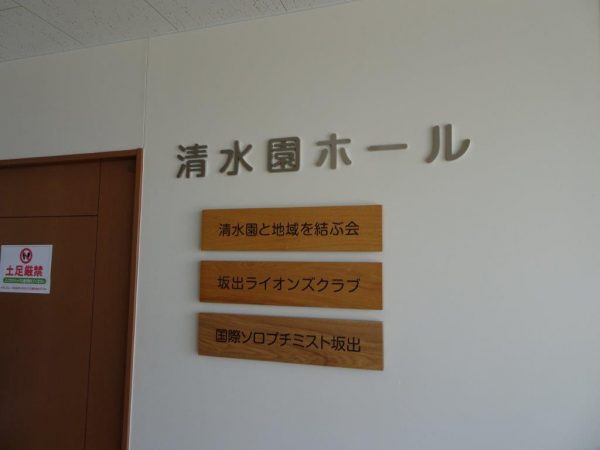 清水園ホール
清水園と地域を結ぶ会
坂出ライオンズクラブ
国際ソロプチミスト坂出
土足厳禁